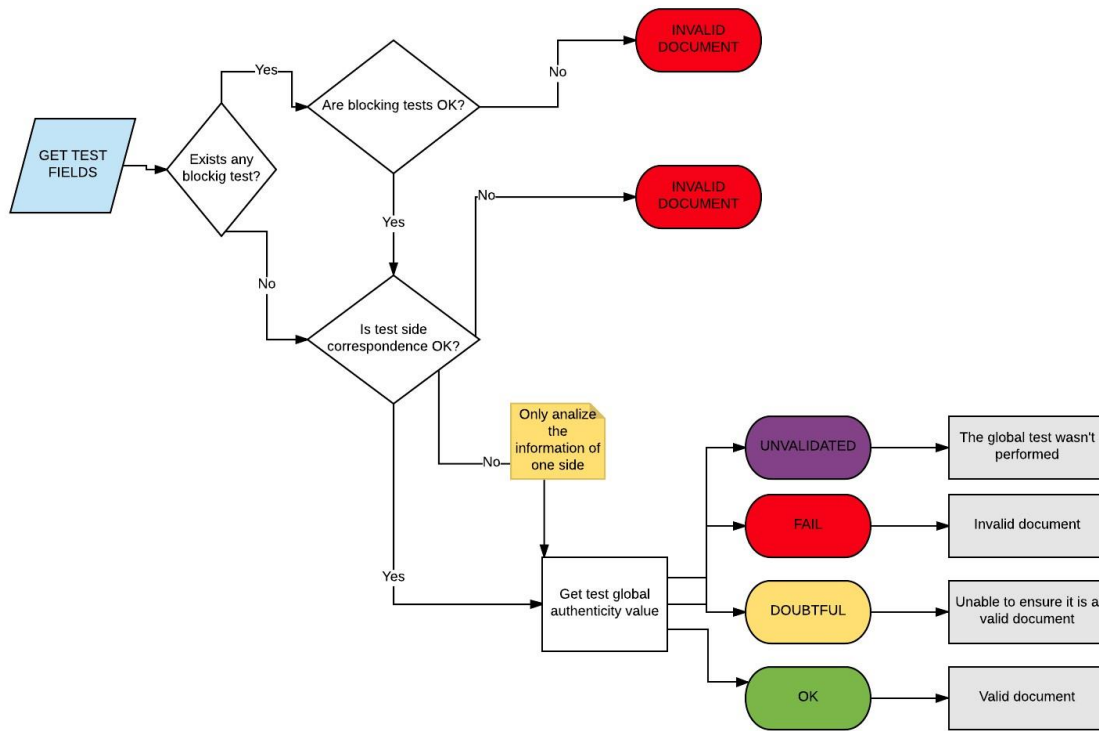 INVALID
DOCUMENT
Yes
No
Are blocking tests OK?
GET TEST
FIELDS
Exists any
blockig test?
INVALID
DOCUMENT
No
Yes
No
Is test side
correspondence OK?
Only analize
the
information of
one side
No
UNVALIDATED
The global test wasn't
performed
FAIL
Invalid document
Yes
Get test global
authenticity value
DOUBTFUL
Unable to ensure it is a
valid document
OK
Valid document